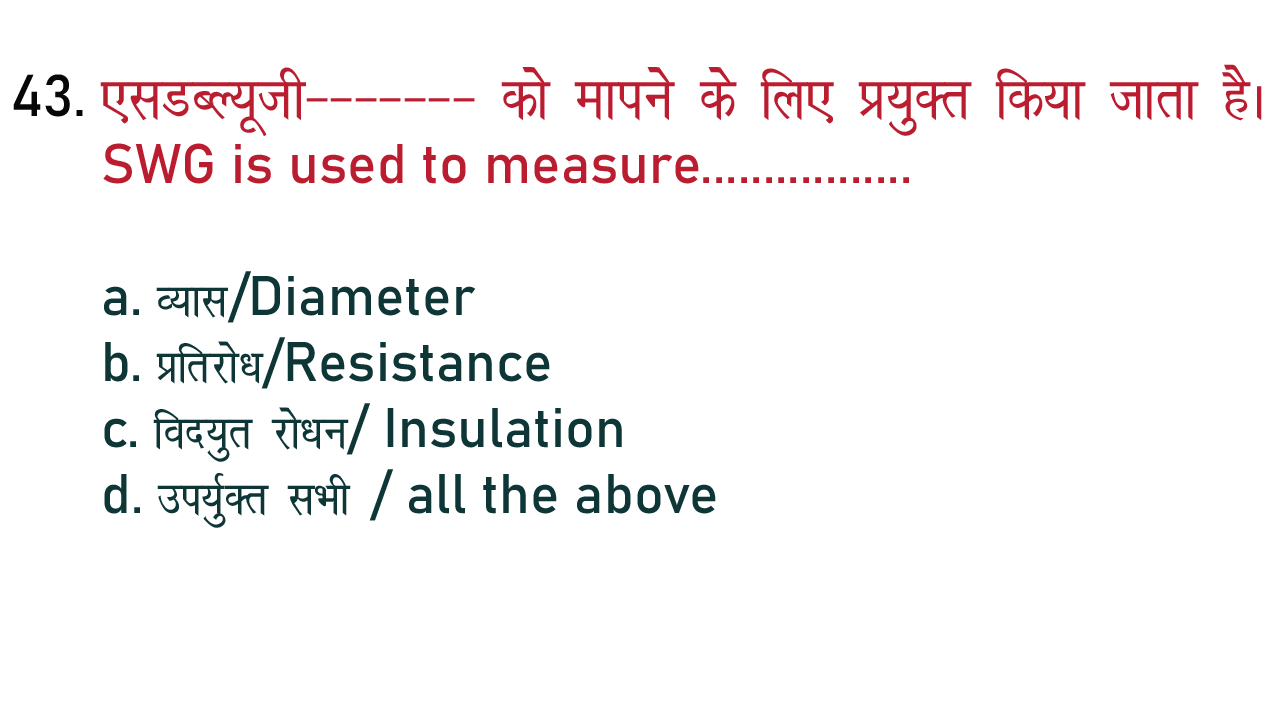 43. एसडब्ल्यूजी------- को मापने के लिए प्रयुक्त किया जाता है।
SWG is used to measure.................
a. व्यास/Diameter
b. प्रतिरोध/Resistance
c. विदयुत रोधन/ Insulation
d. उपर्युक्त सभी / all the above